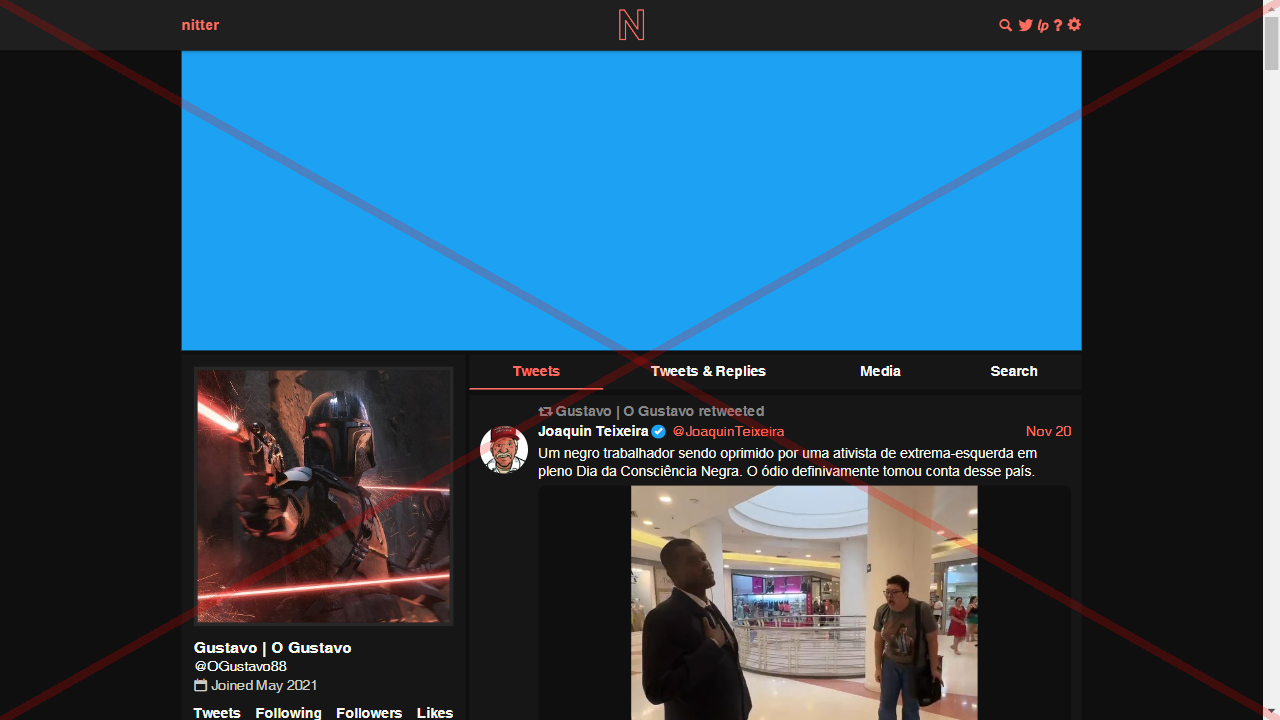 nitter
N
lp ?
Tweets
Tweets & Replies
Media
Search
Gustavo | O Gustavo retweeted
Joaquin Teixeira @JoaquinTeixeira
Nov 20
Um negro trabalhador sendo oprimido por uma ativista de extrema-esquerda em
pleno Dia da Consciência Negra. O ódio definivamente tomou conta desse país.
Gustavo | O Gustavo
@OGustavo88
Joined May 2021
Tweets Following Followers Likes